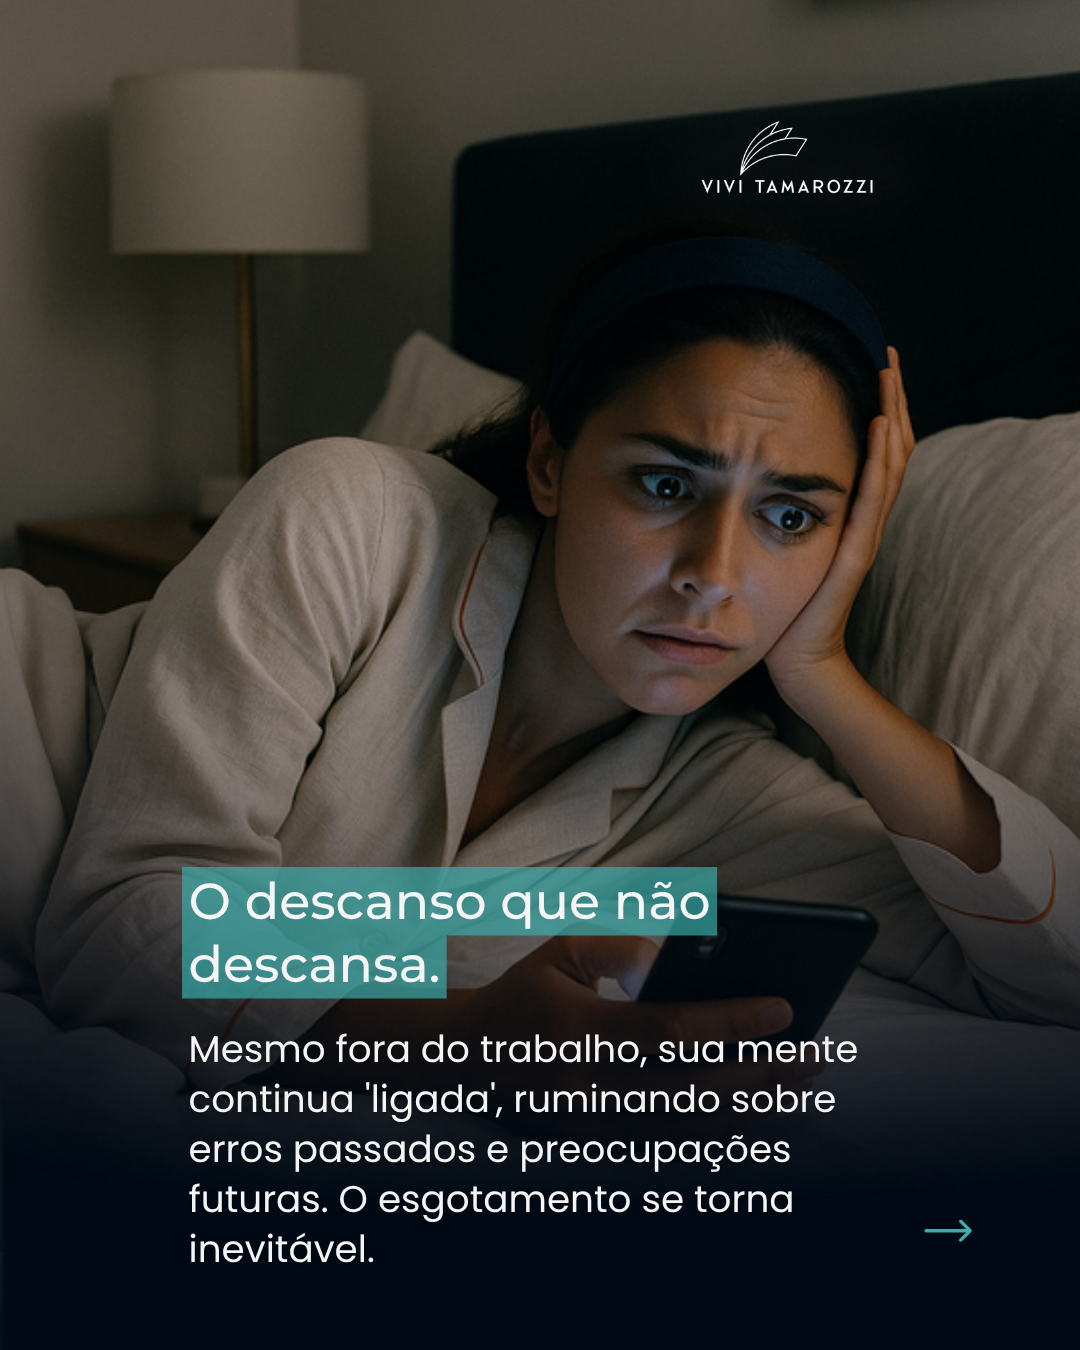 VIVI TAMAROZZI
O descanso que não
descansa.
Mesmo fora do trabalho, sua mente
continua 'ligada', ruminando sobre
erros passados e preocupações
futuras. O esgotamento se torna
inevitável.